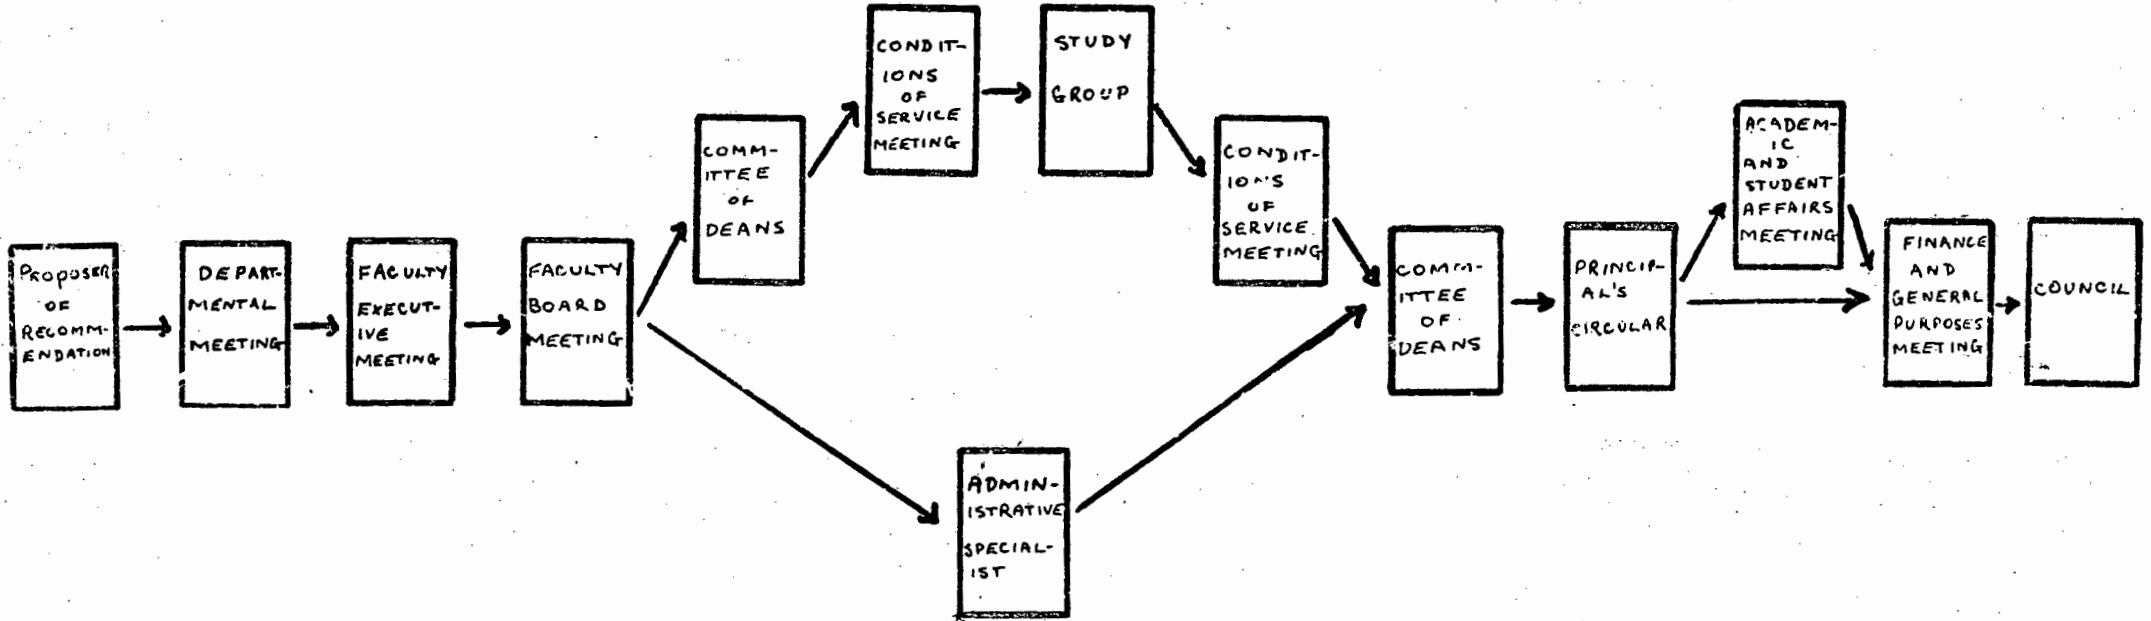 PROPOSER
OF
RECOMM-
ENDATION
DEPART-
MENTAL
MEETING
FACULTY
EXECUT-
IVE
MEETING
FACULTY
BOARD
MEETING
COMM-
ITTEE
OF
DEANS
CONDIT-
IONS
OF
SERVICE
MEETING
STUDY
GROUP
CONDIT-
IONS
OF
SERVICE
MEETING
ADMIN-
ISTRATIVE
SPECIAL-
IST
COMM-
ITTEE
OF
DEANS
PRINCIP-
AL'S
CIRCULAR
ACADEM-
IC
AND
STUDENT
AFFAIRS
MEETING
FINANCE
AND
GENERAL
PURPOSES
MEETING
COUNCIL